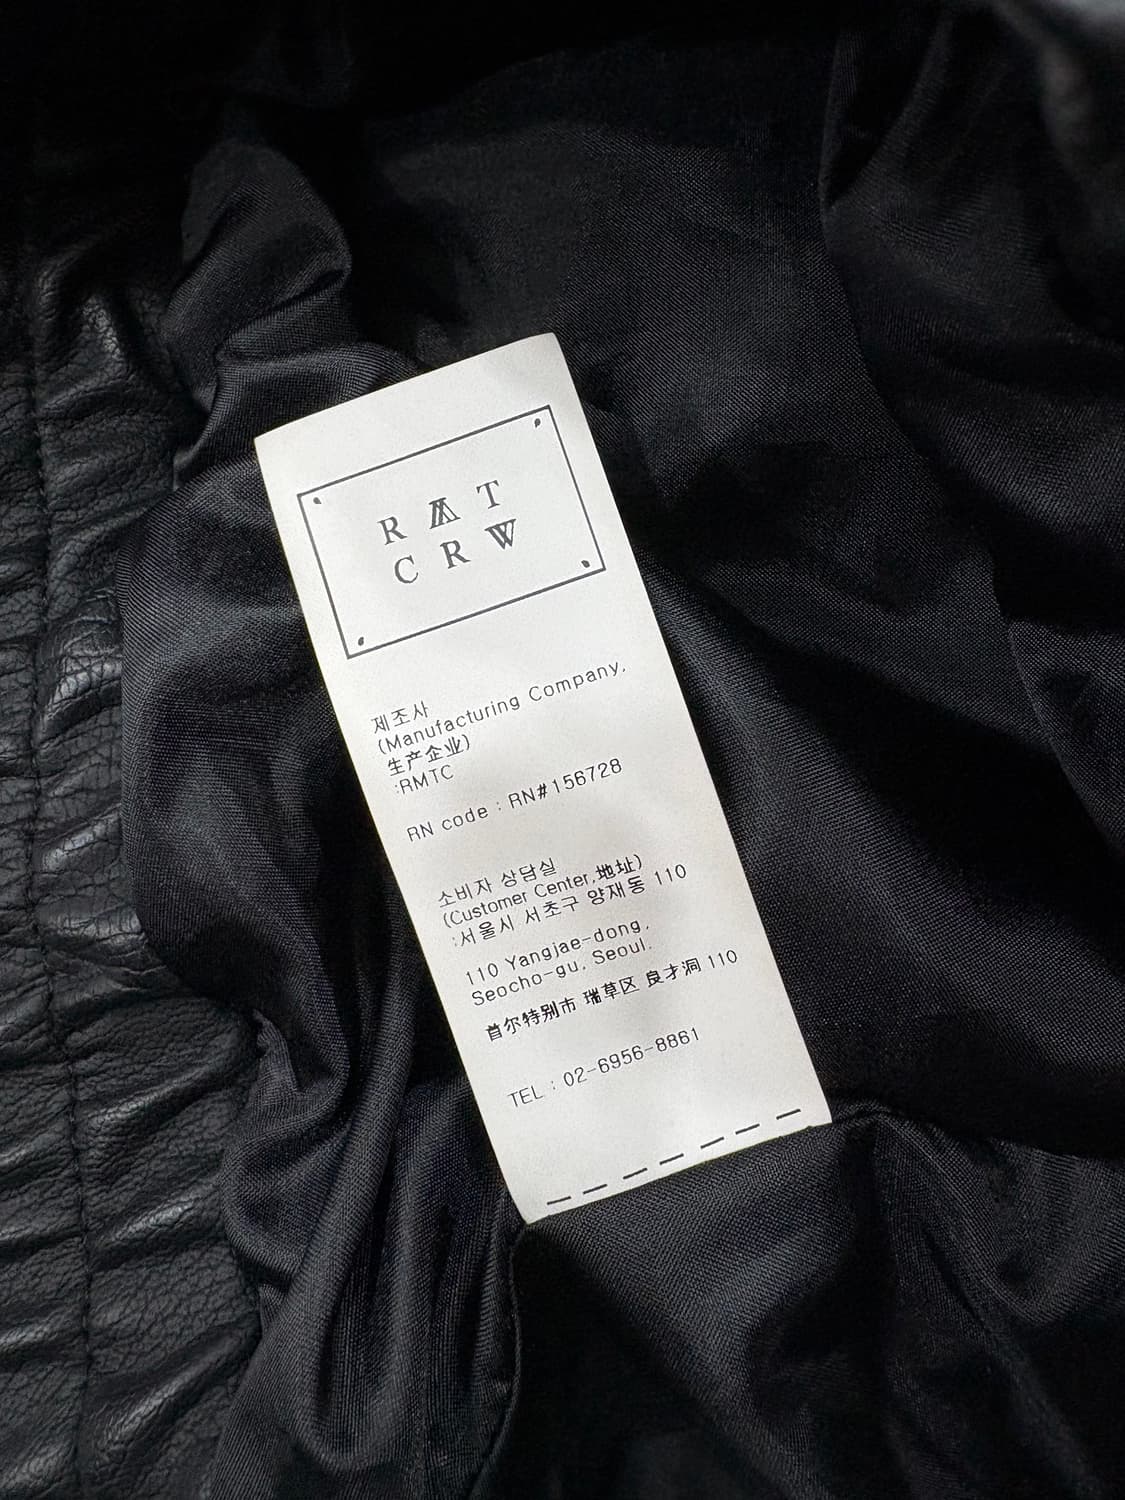 R M T
C R W
제조사
(Manufacturing Company,
生产企业)
:RMTC
RN code : RN#156728
소비자 상담실
(Customer Center,地址)
:서울시 서초구 양재동 110
110 Yangjae-dong,
Seocho-gu, Seoul.
首尔特别市 瑞草区 良才洞 110
TEL : 02-6956-8861